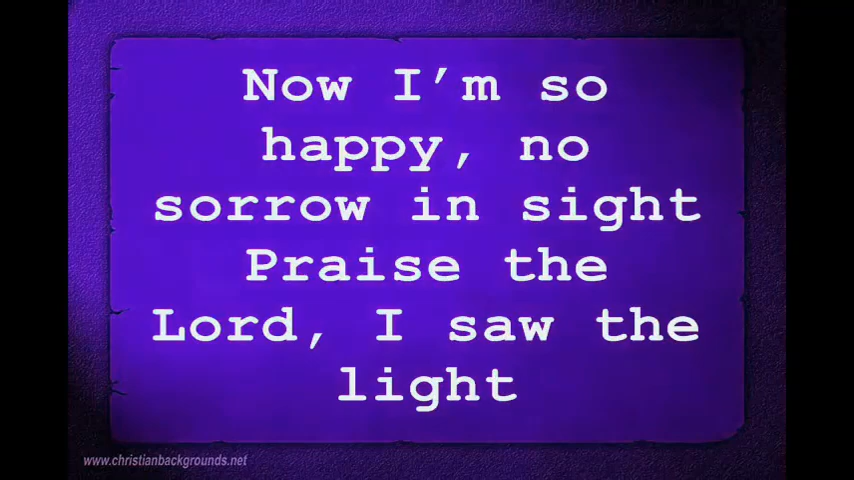 Now I’m so
happy, no
sorrow in sight
Praise the
Lord, I saw the
light
www.christianbackgrounds.net